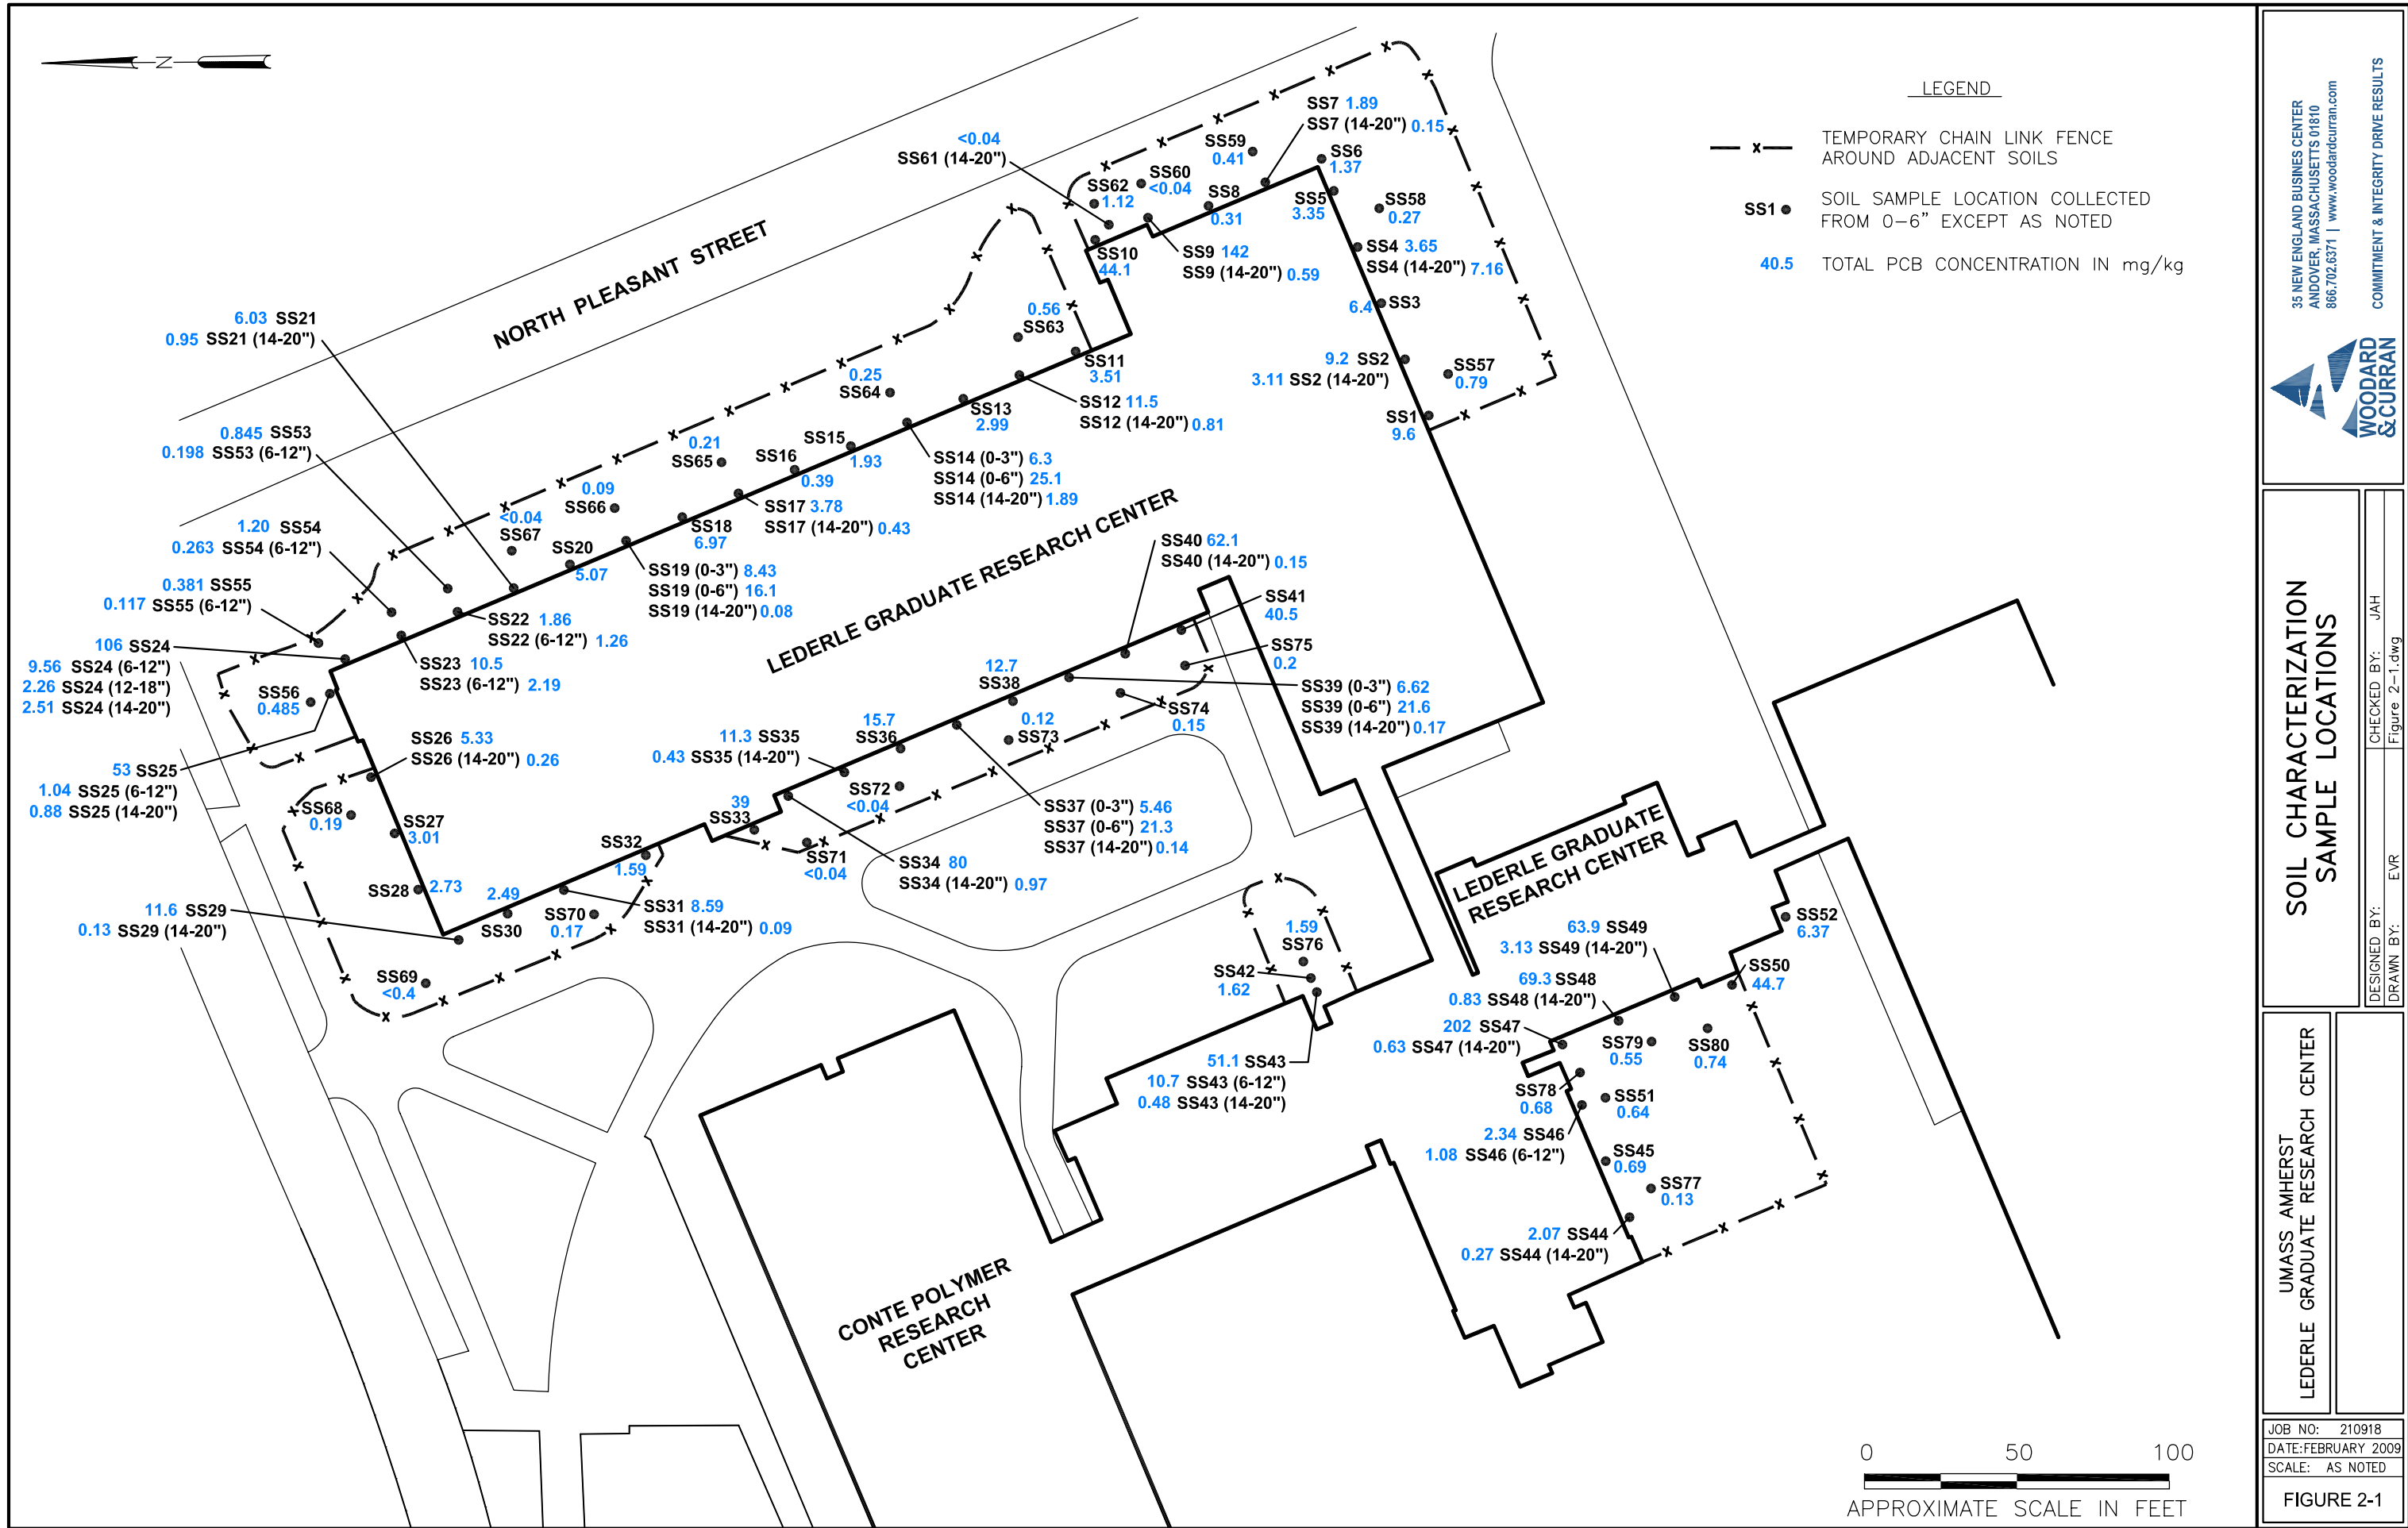 N
NORTH PLEASANT STREET
<0.04
SS61 (14-20")
SS62
1.12
SS60
<0.04
SS59
0.41
SS7 1.89
SS7 (14-20") 0.15
SS6
1.37
SS8
0.31
SS5
3.35
SS58
0.27
SS10
44.1
SS9 142
SS9 (14-20") 0.59
SS4 3.65
SS4 (14-20") 7.16
6.4 SS3
0.56
SS63
SS11
3.51
9.2 SS2
3.11 SS2 (14-20")
SS57
0.79
SS1
9.6
6.03 SS21
0.95 SS21 (14-20")
0.25
SS64
SS13
2.99
SS12 11.5
SS12 (14-20") 0.81
0.845 SS53
0.198 SS53 (6-12")
0.21
SS65
SS16
0.39
SS15
1.93
SS14 (0-3") 6.3
SS14 (0-6") 25.1
SS14 (14-20") 1.89
0.09
SS66
SS17 3.78
SS17 (14-20") 0.43
1.20 SS54
0.263 SS54 (6-12")
<0.04
SS67
SS18
6.97
SS20
5.07
SS19 (0-3") 8.43
SS19 (0-6") 16.1
SS19 (14-20") 0.08
LEDERLE GRADUATE RESEARCH CENTER
SS40 62.1
SS40 (14-20") 0.15
0.381 SS55
0.117 SS55 (6-12")
SS22 1.86
SS22 (6-12") 1.26
SS41
40.5
106 SS24
9.56 SS24 (6-12")
2.26 SS24 (12-18")
2.51 SS24 (14-20")
SS23 10.5
SS23 (6-12") 2.19
SS75
0.2
SS56
0.485
12.7
SS38
SS39 (0-3") 6.62
SS39 (0-6") 21.6
SS39 (14-20") 0.17
SS74
0.15
0.12
SS73
15.7
SS36
SS26 5.33
SS26 (14-20") 0.26
11.3 SS35
0.43 SS35 (14-20")
53 SS25
1.04 SS25 (6-12")
0.88 SS25 (14-20")
SS72
<0.04
39
SS33
SS37 (0-3") 5.46
SS37 (0-6") 21.3
SS37 (14-20") 0.14
SS68
0.19
SS27
3.01
SS32
1.59
SS71
<0.04
SS34 80
SS34 (14-20") 0.97
SS28 2.73
2.49
SS30
SS70
0.17
SS31 8.59
SS31 (14-20") 0.09
11.6 SS29
0.13 SS29 (14-20")
SS69
<0.4
1.59
SS76
SS42
1.62
51.1 SS43
10.7 SS43 (6-12")
0.48 SS43 (14-20")
LEDERLE GRADUATE
RESEARCH CENTER
SS52
6.37
63.9 SS49
3.13 SS49 (14-20")
SS50
44.7
69.3 SS48
0.83 SS48 (14-20")
202 SS47
0.63 SS47 (14-20")
SS79
0.55
SS80
0.74
SS78
0.68
SS51
0.64
2.34 SS46
1.08 SS46 (6-12")
SS45
0.69
SS77
0.13
2.07 SS44
0.27 SS44 (14-20")
CONTE POLYMER
RESEARCH
CENTER
LEGEND
x
TEMPORARY CHAIN LINK FENCE
AROUND ADJACENT SOILS
SS1
SOIL SAMPLE LOCATION COLLECTED
FROM 0-6" EXCEPT AS NOTED
40.5 TOTAL PCB CONCENTRATION IN mg/kg
0 50 100
APPROXIMATE SCALE IN FEET
35 NEW ENGLAND BUSINES CENTER
ANDOVER, MASSACHUSETTS 01810
866.702.6371 | www.woodardcurran.com
COMMITMENT & INTEGRITY DRIVE RESULTS
WOODARD
&CURRAN
SOIL CHARACTERIZATION
SAMPLE LOCATIONS
DESIGNED BY:
CHECKED BY: JAH
DRAWN BY: EVR
Figure 2-1.dwg
UMASS AMHERST
LEDERLE GRADUATE RESEARCH CENTER
JOB NO: 210918
DATE:FEBRUARY 2009
SCALE: AS NOTED
FIGURE 2-1